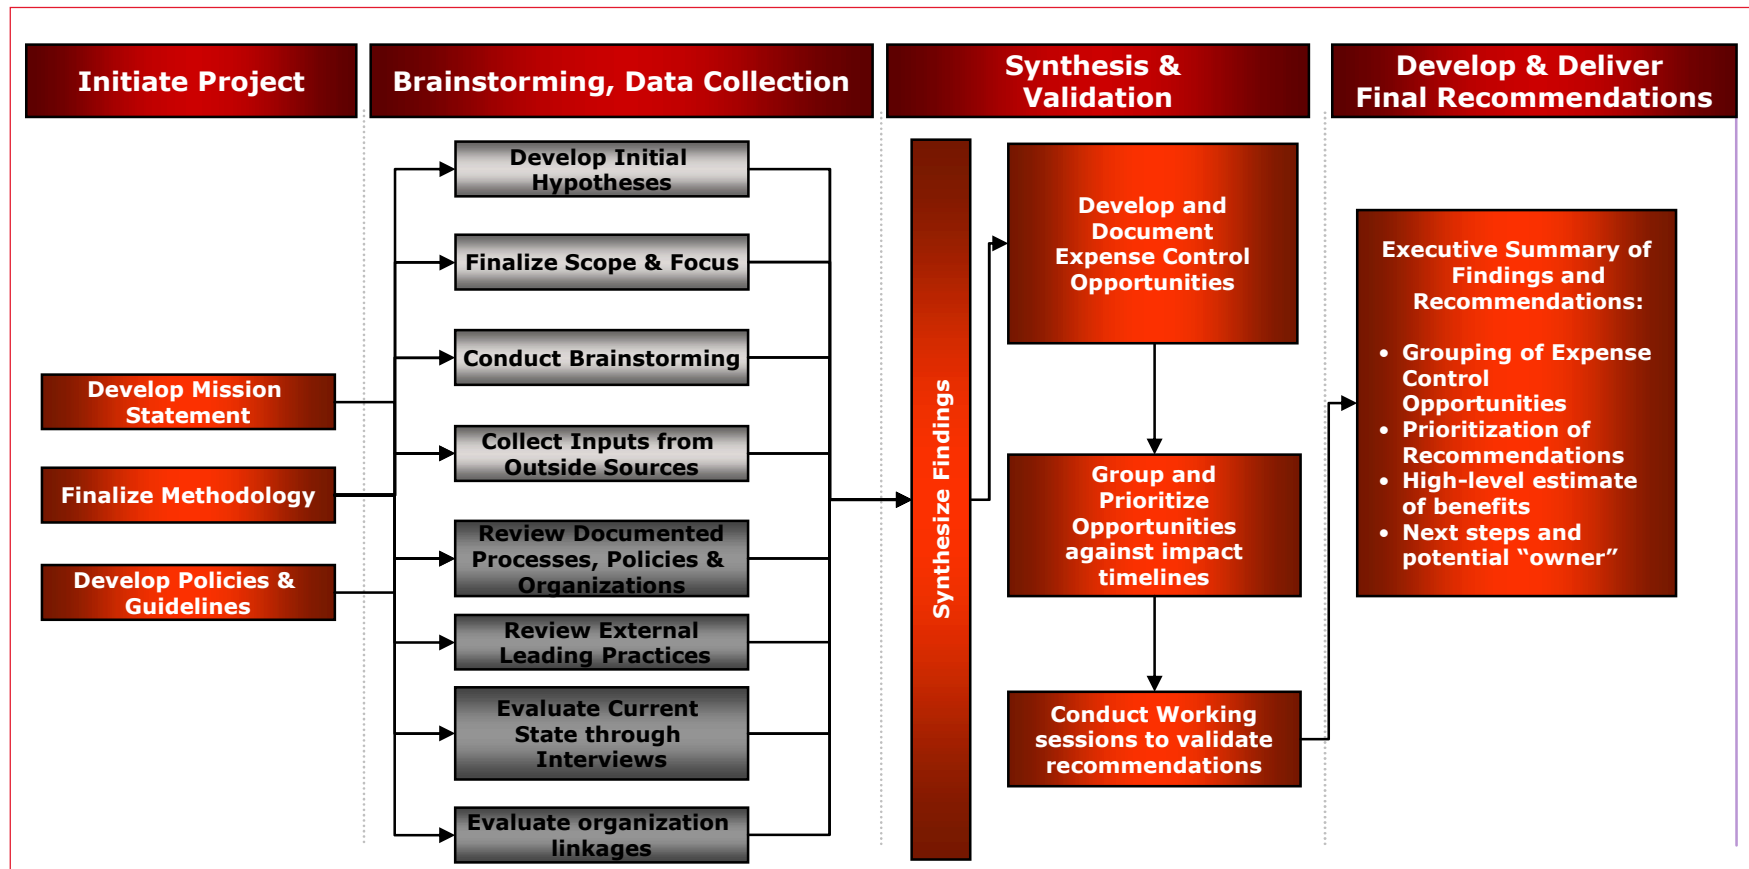 Initiate Project
Brainstorming, Data Collection
Synthesis &
Validation
Develop & Deliver
Final Recommendations
Develop Mission
Statement
Finalize Methodology
Develop Policies &
Guidelines
Develop Initial
Hypotheses
Finalize Scope & Focus
Conduct Brainstorming
Collect Inputs from
Outside Sources
Review Documented
Processes, Policies &
Organizations
Review External
Leading Practices
Evaluate Current
State through
Interviews
Evaluate organization
linkages
Synthesize Findings
Develop and
Document
Expense Control
Opportunities
Group and
Prioritize
Opportunities
against impact
timelines
Conduct Working
sessions to validate
recommendations
Executive Summary of
Findings and
Recommendations:
• Grouping of Expense
Control
Opportunities
• Prioritization of
Recommendations
• High-level estimate
of benefits
• Next steps and
potential “owner”